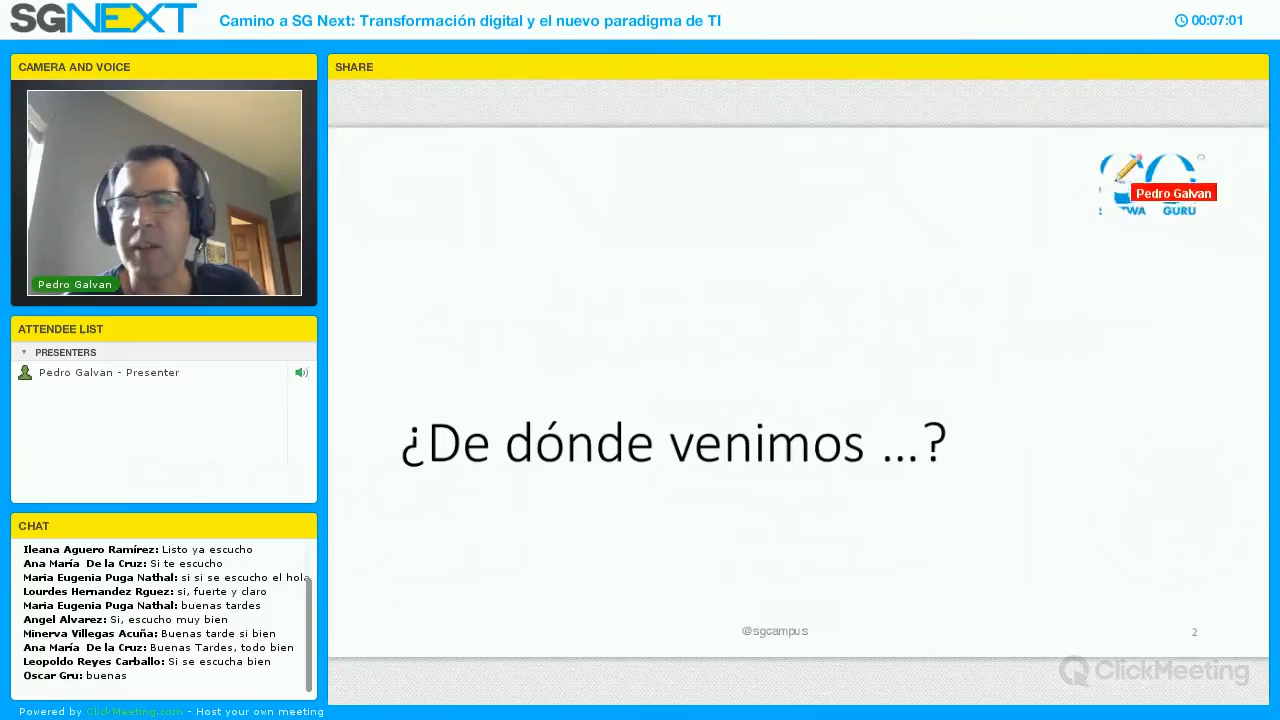 SGNEXT
Camino a SG Next: Transformación digital y el nuevo paradigma de TI
00:07:01
CAMERA AND VOICE
Pedro Galvan
ATTENDEE LIST
PRESENTERS
Pedro Galvan - Presenter
CHAT
Ileana Aguero Ramírez: Listo ya escucho
Ana María De la Cruz: Si te escucho
Maria Eugenia Puga Nathal: si si se escucho el hola
Lourdes Hernandez Rguez: si, fuerte y claro
Maria Eugenia Puga Nathal: buenas tardes
Angel Alvarez: Si, escucho muy bien
Minerva Villegas Acuña: Buenas tarde si bien
Ana María De la Cruz: Buenas Tardes, todo bien
Leopoldo Reyes Carballo: Si se escucha bien
Oscar Gru: buenas
Powered by ClickMeeting.com - Host your own meeting
SHARE
Pedro Galvan
GURU
¿De dónde venimos ...?
@sgcampus
2
ClickMeeting